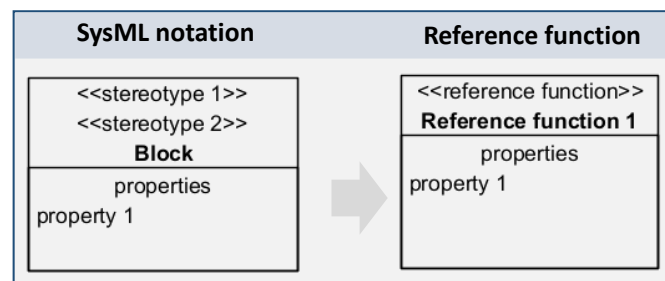 SysML notation
Reference function
<<stereotype 1>>
<<stereotype 2>>
Block
properties
property 1
<<reference function>>
Reference function 1
properties
property 1